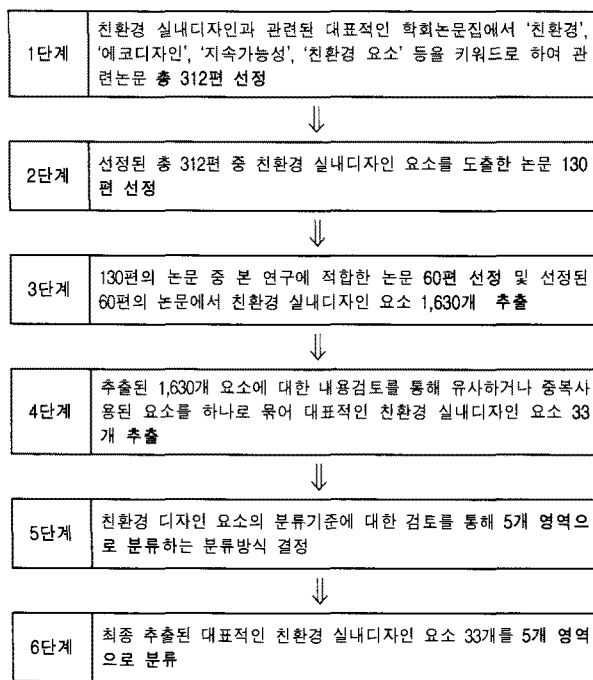 친환경 실내디자인과 관련된 대표적인 학회논문집에서 '친환경',
1단계
'에코디자인', '지속가능성', '친환경 요소' 등을 키워드로 하여 관
련논문 총 312편 선정
⇓
2단계
선정된 총 312편 중 친환경 실내디자인 요소를 도출한 논문 130
편 선정
⇓
3단계
130편의 논문 중 본 연구에 적합한 논문 60편 선정 및 선정된
60편의 논문에서 친환경 실내디자인 요소 1,630개 추출
⇓
추출된 1,630개 요소에 대한 내용검토를 통해 유사하거나 중복사
4단계
용된 요소를 하나로 묶어 대표적인 친환경 실내디자인 요소 33
개 추출
⇓
5단계
친환경 디자인 요소의 분류기준에 대한 검토를 통해 5개 영역으
로 분류하는 분류방식 결정
⇓
6단계
최종 추출된 대표적인 친환경 실내디자인 요소 33개를 5개 영역
으로 분류